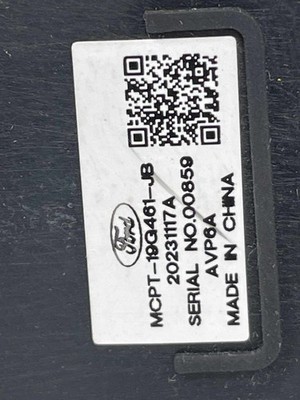 Ford
MCPT-19G461-JB
20231117A
SERIAL NO.00859
AVP6A
MADE IN CHINA